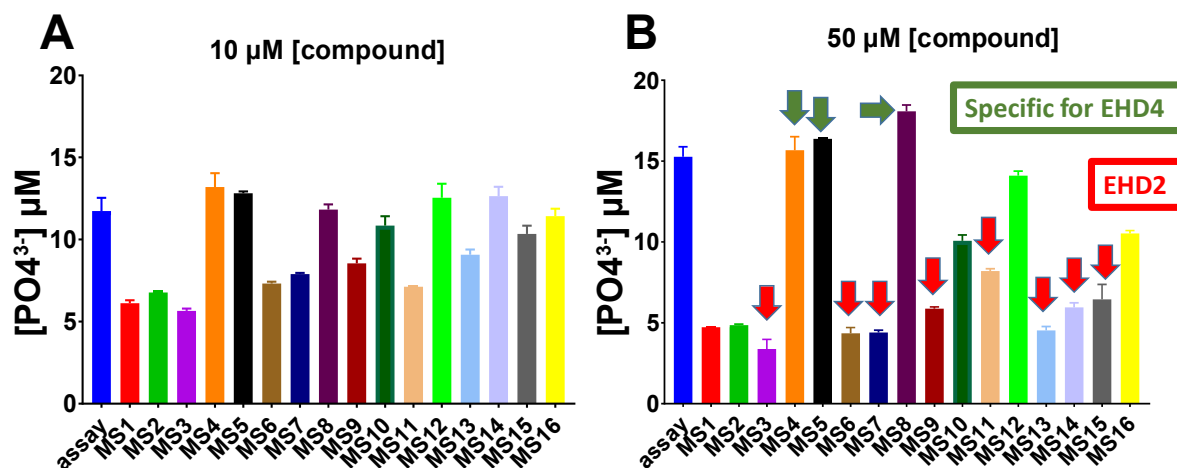 A
10 µM [compound]
[PO4³⁻] µM
20
15
10
5
0
assay
MS1
MS2
MS3
MS4
MS5
MS6
MS7
MS8
MS9
MS10
MS11
MS12
MS13
MS14
MS15
MS16
B
50 µM [compound]
Specific for EHD4
EHD2
[PO4³⁻] µM
20
15
10
5
0
assay
MS1
MS2
MS3
MS4
MS5
MS6
MS7
MS8
MS9
MS10
MS11
MS12
MS13
MS14
MS15
MS16